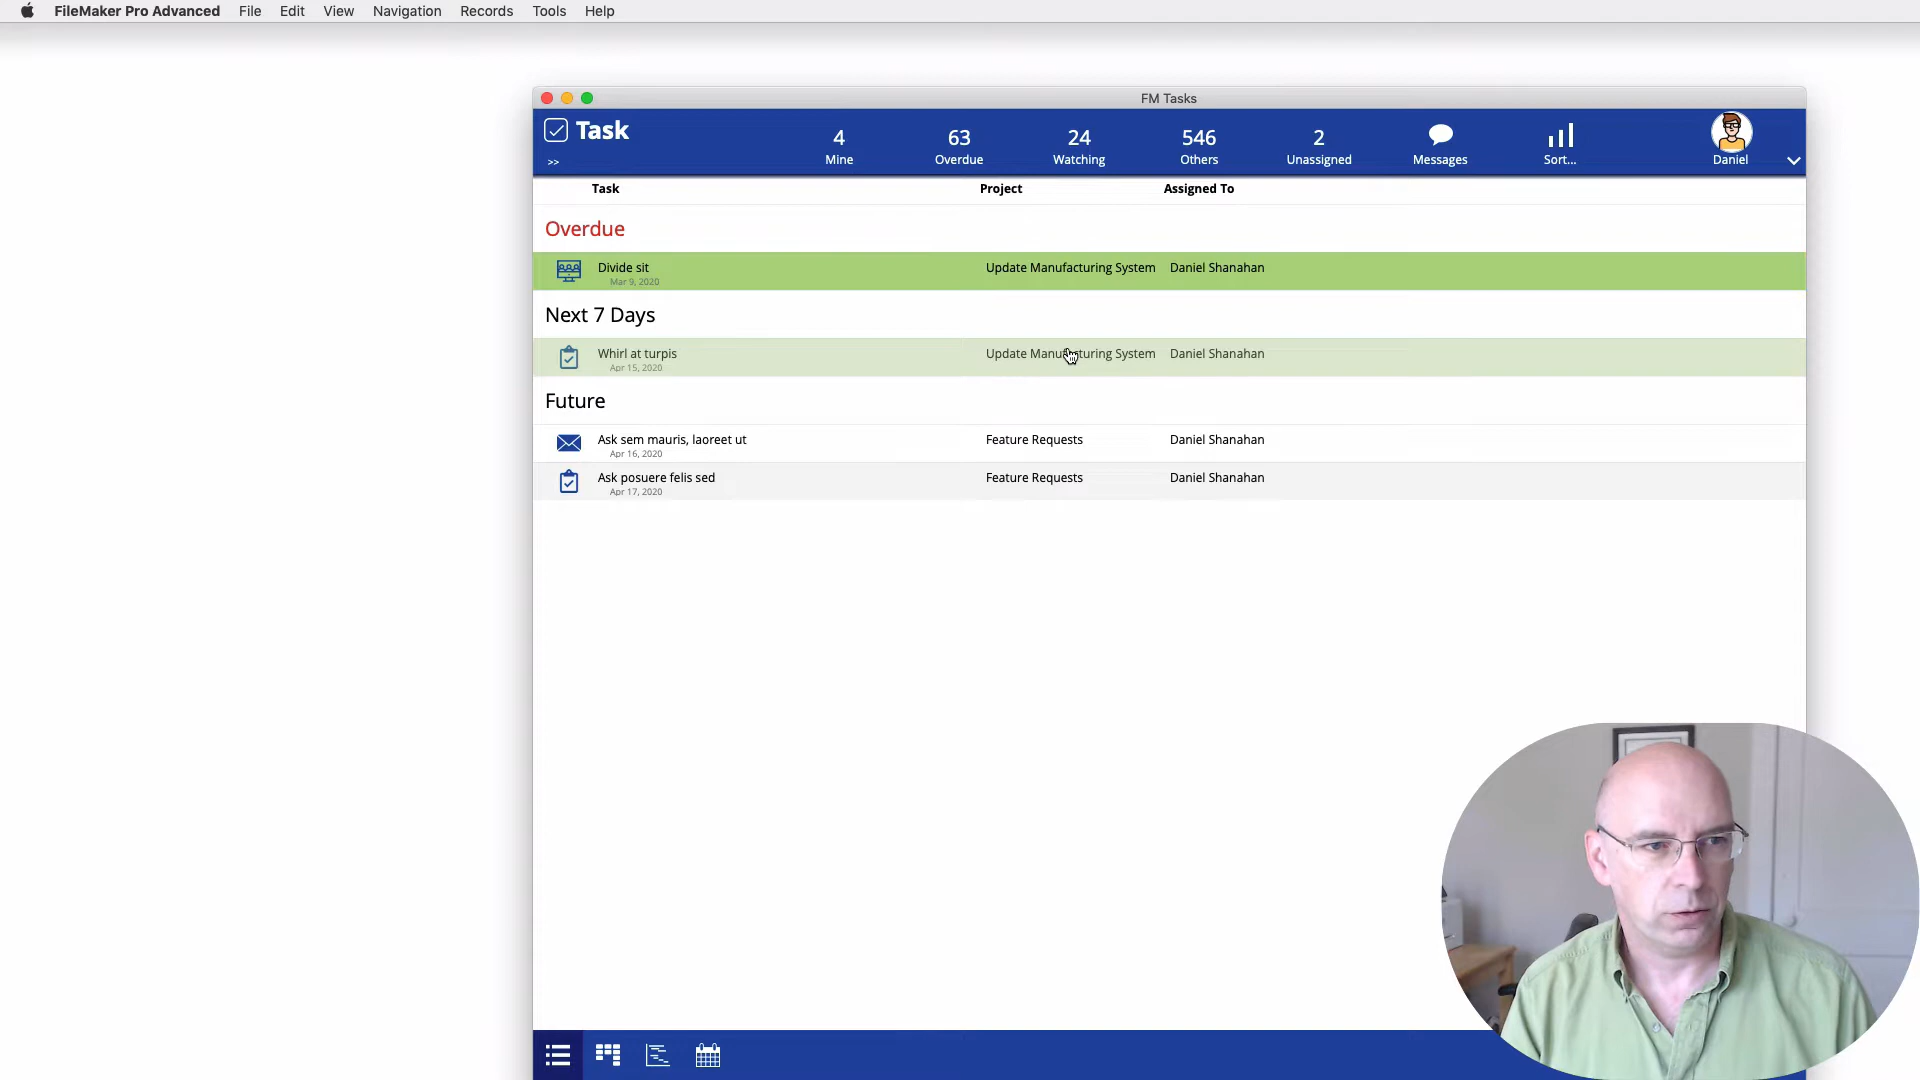 FileMaker Pro Advanced File Edit View Navigation Records Tools Help
FM Tasks
Task
>>
4
Mine
63
Overdue
24
Watching
546
Others
2
Unassigned
Messages
Sort...
Daniel
Task Project Assigned To
Overdue
Divide sit Update Manufacturing System Daniel Shanahan
Mar 9, 2020
Next 7 Days
Whirl at turpis Update Manufacturing System Daniel Shanahan
Apr 15, 2020
Future
Ask sem mauris, laoreet ut Feature Requests Daniel Shanahan
Apr 16, 2020
Ask posuere felis sed Feature Requests Daniel Shanahan
Apr 17, 2020